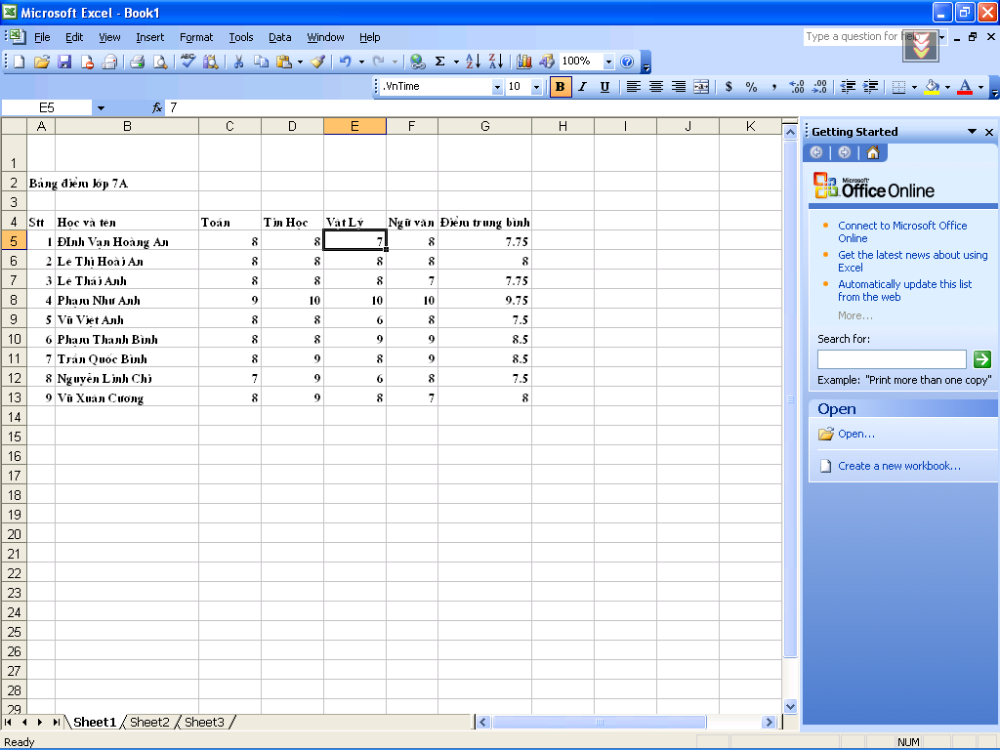 Microsoft Excel - Book1
File Edit View Insert Format Tools Data Window Help Type a question for help
Σ 100%
.VnTime 10 B I U $ % ,
E5 fx 7
A B C D E F G H I J K
1
2 Bảng điểm lớp 7A
3
4 Stt Học và tên Toán Tin Học Vật Lý Ngữ văn Điểm trung bình
5 1 Đinh Vạn Hoàng An 8 8 7 8 7.75
6 2 Lê Thị Hoài An 8 8 8 8 8
7 3 Lê Thái Anh 8 8 8 7 7.75
8 4 Phạm Như Anh 9 10 10 10 9.75
9 5 Vũ Việt Anh 8 8 6 8 7.5
10 6 Phạm Thanh Bình 8 8 9 9 8.5
11 7 Trần Quốc Bình 8 9 8 9 8.5
12 8 Nguyễn Linh Chi 7 9 6 8 7.5
13 9 Vũ Xuân Cương 8 9 8 7 8
14
15
16
17
18
19
20
21
22
23
24
25
26
27
28
29
Sheet1 Sheet2 Sheet3
Ready NUM
Getting Started
Microsoft
Office Online
Connect to Microsoft Office
Online
Get the latest news about using
Excel
Automatically update this list
from the web
More...
Search for:
Example: "Print more than one copy"
Open
Open...
Create a new workbook...